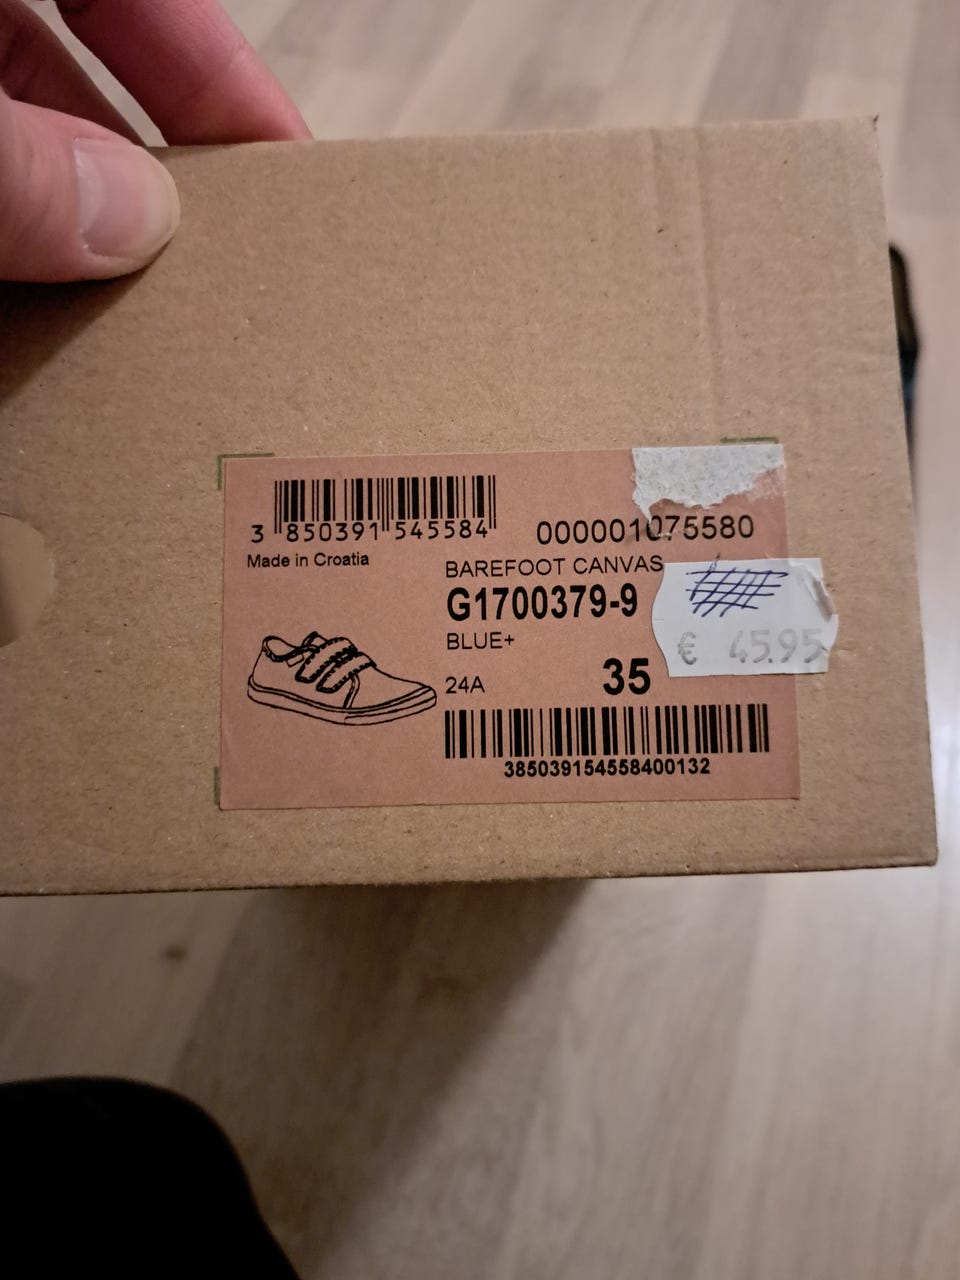 3 850391 545584
000001075580
Made in Croatia
BAREFOOT CANVAS
G1700379-9
BLUE+
€ 45.95
24A
35
385039154558400132